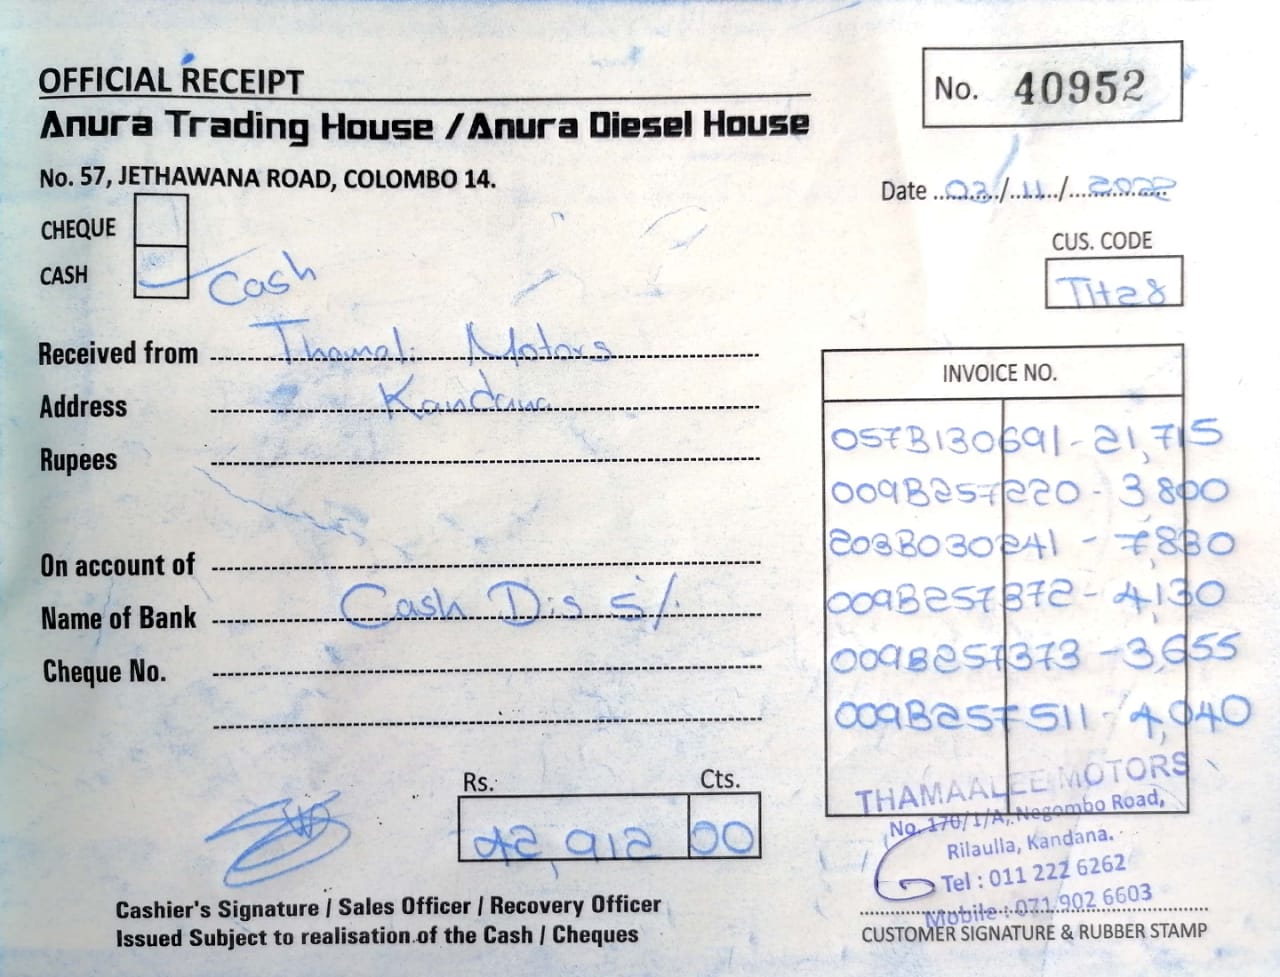 OFFICIAL RECEIPT
No. 40952
Anura Trading House / Anura Diesel House
No. 57, JETHAWANA ROAD, COLOMBO 14.
Date 03/11/2022
CHEQUE
CUS. CODE
CASH Cash
TH28
Received from Thamali Motors
Address Kandana
Rupees
On account of
Name of Bank Cash Dis 5%
Cheque No.
INVOICE NO.
057B130691 - 21,715
009B257220 - 3,800
203B030241 - 7,830
009B257372 - 4,130
009B257373 - 3,655
009B257511 - 4,040
Rs. Cts.
42,912 00
THAMAALEE MOTORS
No. 170/1/A, Negombo Road,
Rilaulla, Kandana.
Tel : 011 222 6262
Mobile : 071 902 6603
Cashier's Signature / Sales Officer / Recovery Officer
Issued Subject to realisation of the Cash / Cheques
CUSTOMER SIGNATURE & RUBBER STAMP